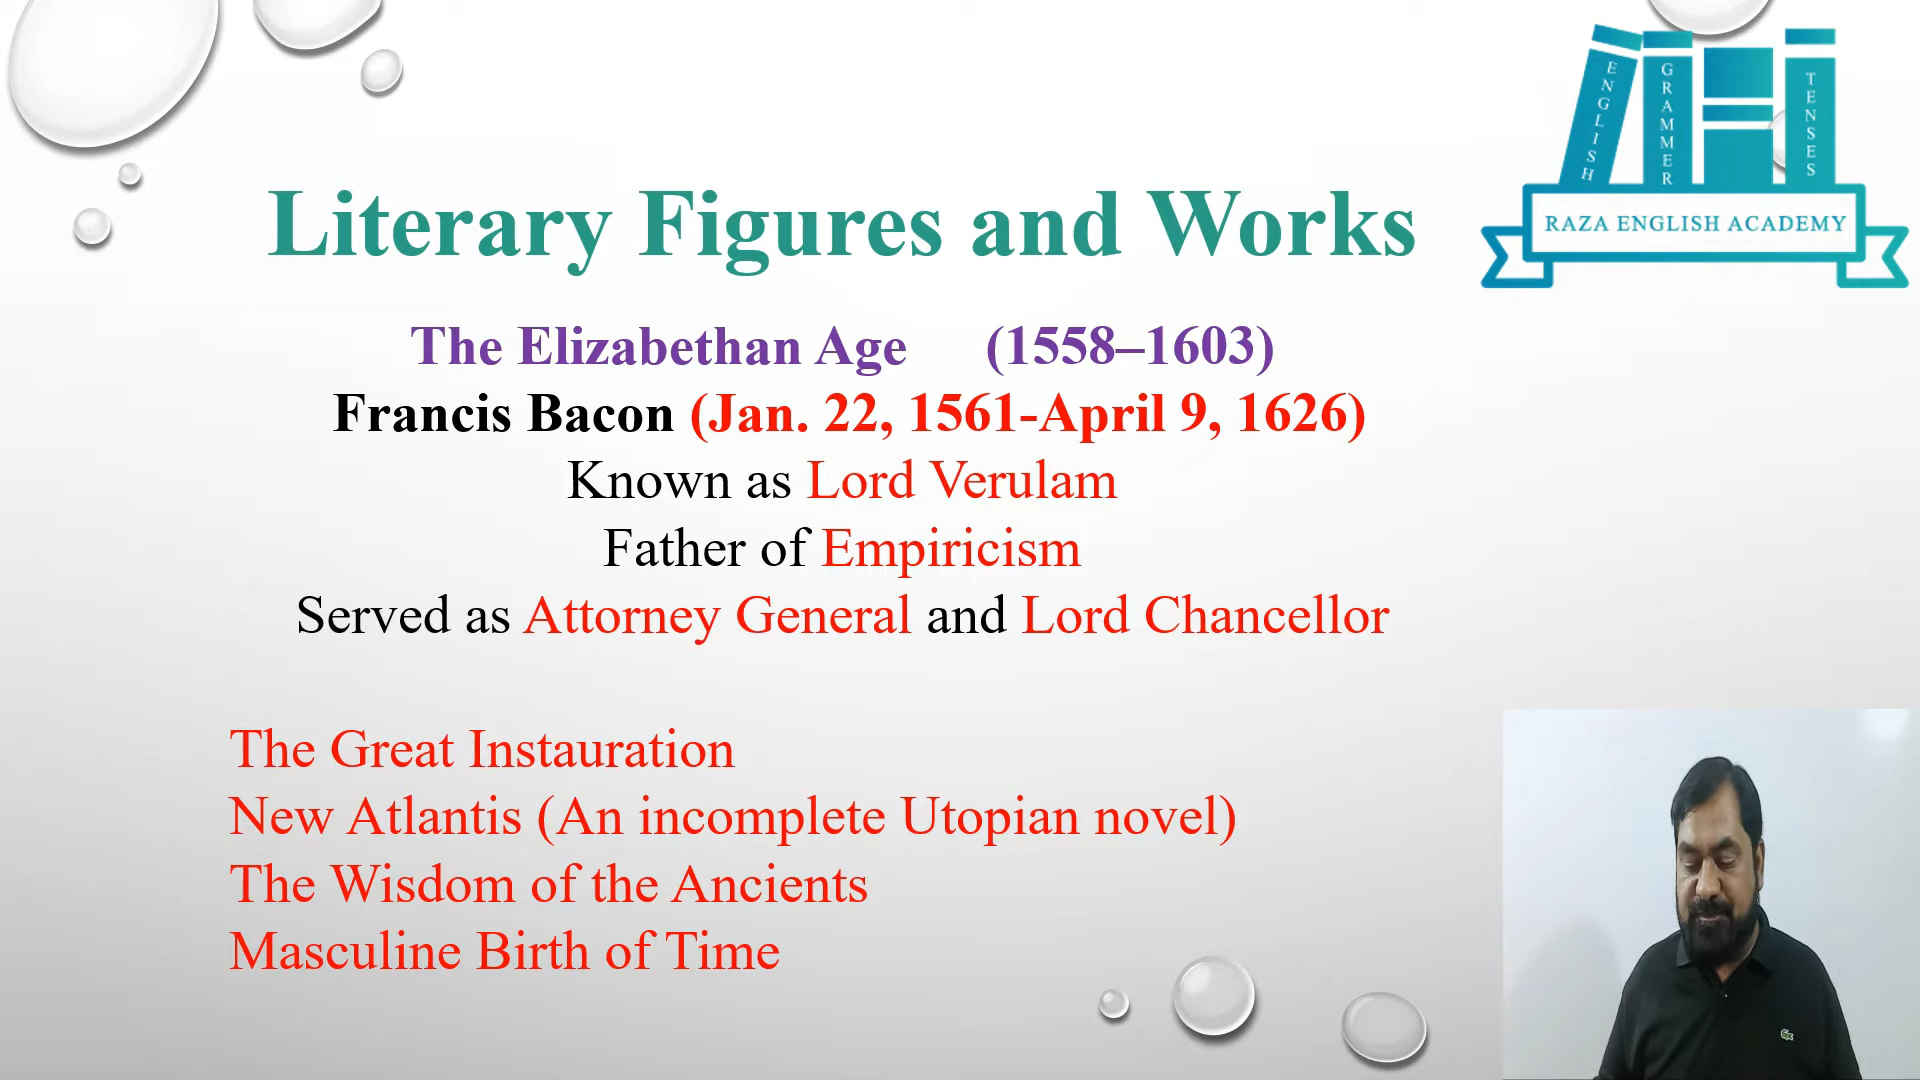 ENGLISH
GRAMMER
TENSES
RAZA ENGLISH ACADEMY
Literary Figures and Works
The Elizabethan Age (1558–1603)
Francis Bacon (Jan. 22, 1561-April 9, 1626)
Known as Lord Verulam
Father of Empiricism
Served as Attorney General and Lord Chancellor
The Great Instauration
New Atlantis (An incomplete Utopian novel)
The Wisdom of the Ancients
Masculine Birth of Time